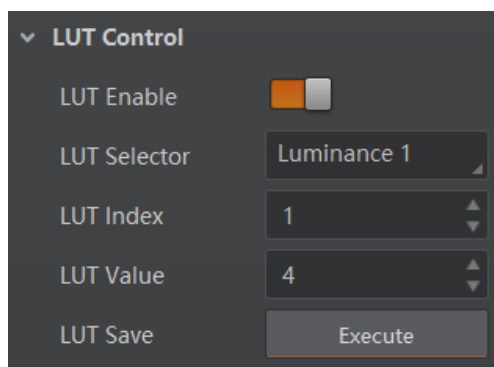 LUT Control
LUT Enable
LUT Selector Luminance 1
LUT Index 1
LUT Value 4
LUT Save Execute